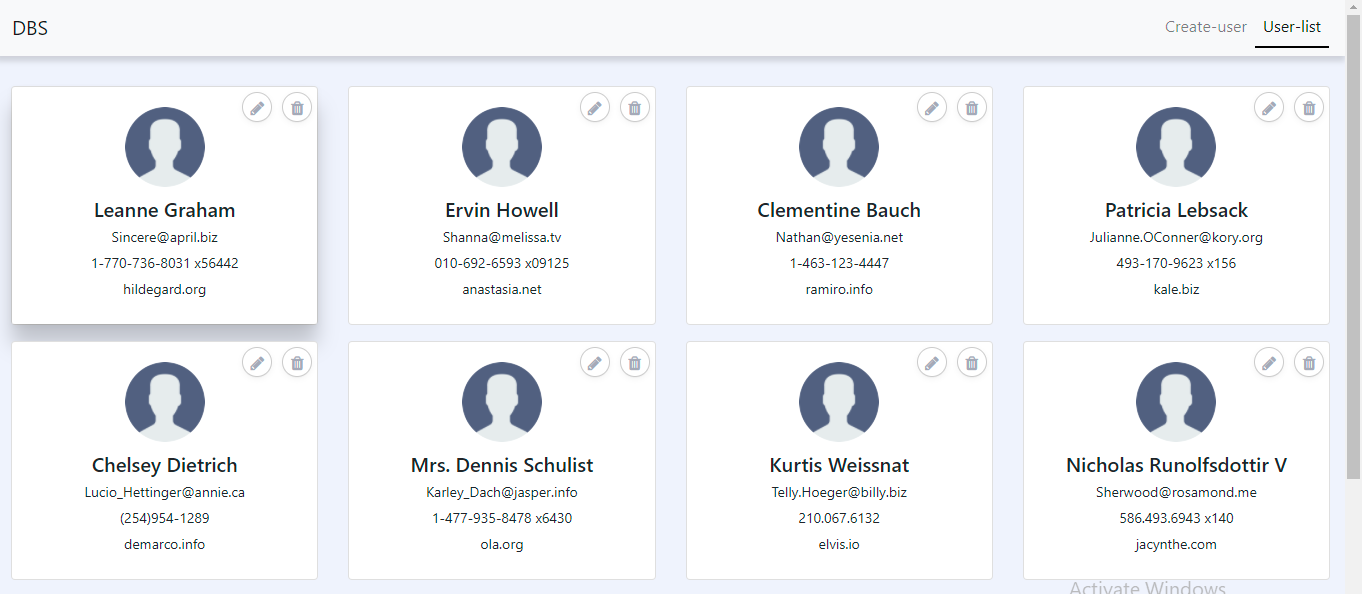 DBS
Create-user
User-list
Leanne Graham
Sincere@april.biz
1-770-736-8031 x56442
hildegard.org
Ervin Howell
Shanna@melissa.tv
010-692-6593 x09125
anastasia.net
Clementine Bauch
Nathan@yesenia.net
1-463-123-4447
ramiro.info
Patricia Lebsack
Julianne.OConner@kory.org
493-170-9623 x156
kale.biz
Chelsey Dietrich
Lucio_Hettinger@annie.ca
(254)954-1289
demarco.info
Mrs. Dennis Schulist
Karley_Dach@jasper.info
1-477-935-8478 x6430
ola.org
Kurtis Weissnat
Telly.Hoeger@billy.biz
210.067.6132
elvis.io
Nicholas Runolfsdottir V
Sherwood@rosamond.me
586.493.6943 x140
jacynthe.com
Activate Windows